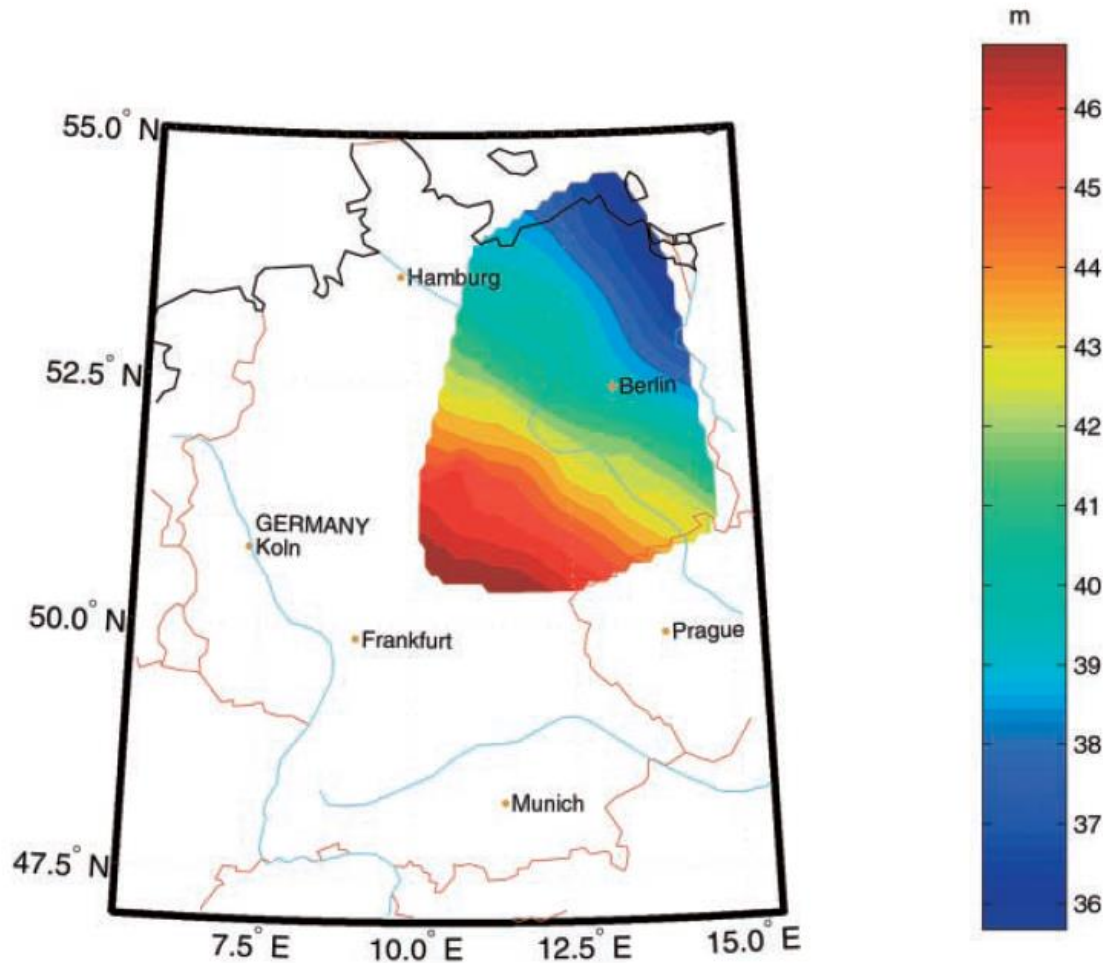 m
55.0° N
46
45
Hamburg
44
52.5° N
43
Berlin
42
41
GERMANY
Koln
40
50.0° N
Frankfurt
Prague
39
38
Munich
37
47.5° N
36
7.5° E
10.0° E
12.5° E
15.0° E